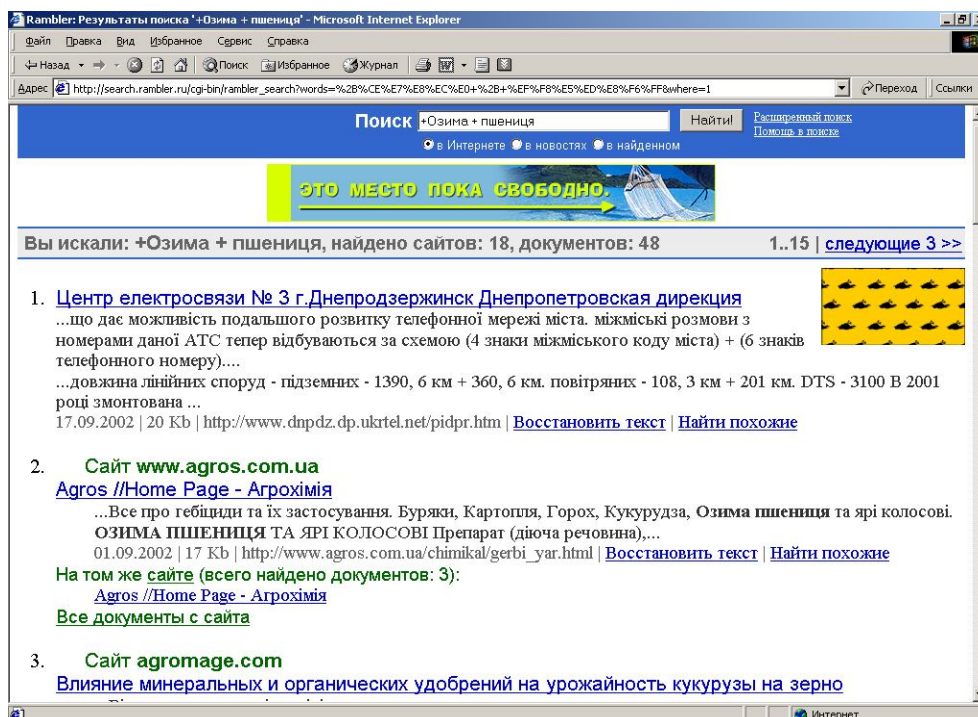 Rambler: Результаты поиска '+Озима + пшениця' - Microsoft Internet Explorer
Файл Правка Вид Избранное Сервис Справка
Назад Поиск Избранное Журнал
Адрес http://search.rambler.ru/cgi-bin/rambler_search?words=%2B%CE%E7%E8%EC%E0+%2B+%EF%F8%E5%ED%E8%F6%FF&where=1 Переход Ссылки
Поиск +Озима + пшениця Найти! Расширенный поиск
Помощь в поиске
в Интернете в новостях в найденном
ЭТО МЕСТО ПОКА СВОБОДНО.
Вы искали: +Озима + пшениця, найдено сайтов: 18, документов: 48 1..15 | следующие 3 >>
1. Центр електросвязи № 3 г.Днепродзержинск Днепропетровская дирекция
...що дає можливість подальшого розвитку телефонної мережі міста. міжміські розмови з
номерами даної АТС тепер відбуваються за схемою (4 знаки міжміського коду міста) + (6 знаків
телефонного номеру)....
...довжина лінійних споруд - підземних - 1390, 6 км + 360, 6 км. повітряних - 108, 3 км + 201 км. DTS - 3100 В 2001
році змонтована ...
17.09.2002 | 20 Kb | http://www.dnpdz.dp.ukrtel.net/pidpr.htm | Восстановить текст | Найти похожие
2. Сайт www.agros.com.ua
Agros //Home Page - Агрохімія
...Все про гебіциди та їх застосування. Буряки, Картопля, Горох, Кукурудза, Озима пшениця та ярі колосові.
ОЗИМА ПШЕНИЦЯ ТА ЯРІ КОЛОСОВІ Препарат (діюча речовина),...
01.09.2002 | 17 Kb | http://www.agros.com.ua/chimikal/gerbi_yar.html | Восстановить текст | Найти похожие
На том же сайте (всего найдено документов: 3):
Agros //Home Page - Агрохімія
Все документы с сайта
3. Сайт agromage.com
Влияние минеральных и органических удобрений на урожайность кукурузы на зерно
Интернет